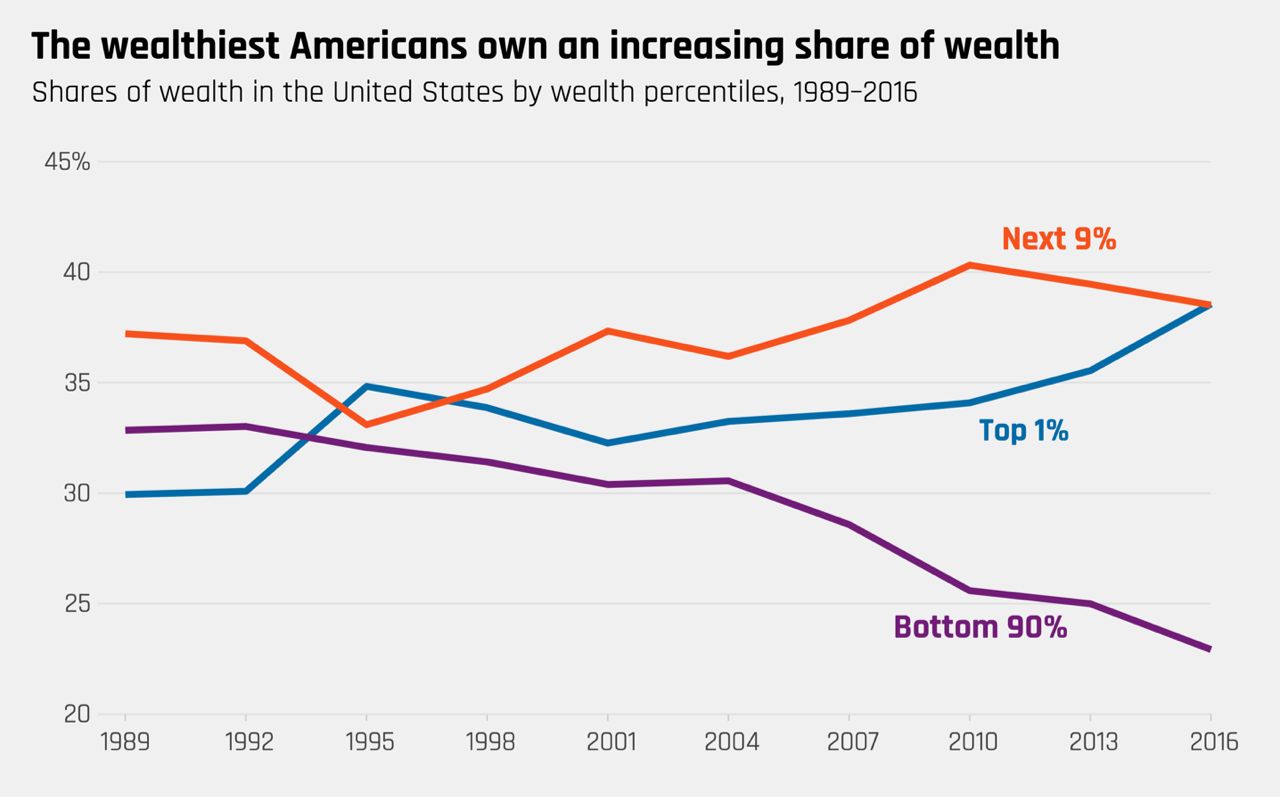 The wealthiest Americans own an increasing share of wealth
Shares of wealth in the United States by wealth percentiles, 1989–2016
45%
Next 9%
40
35
Top 1%
30
25
Bottom 90%
20
1989 1992 1995 1998 2001 2004 2007 2010 2013 2016